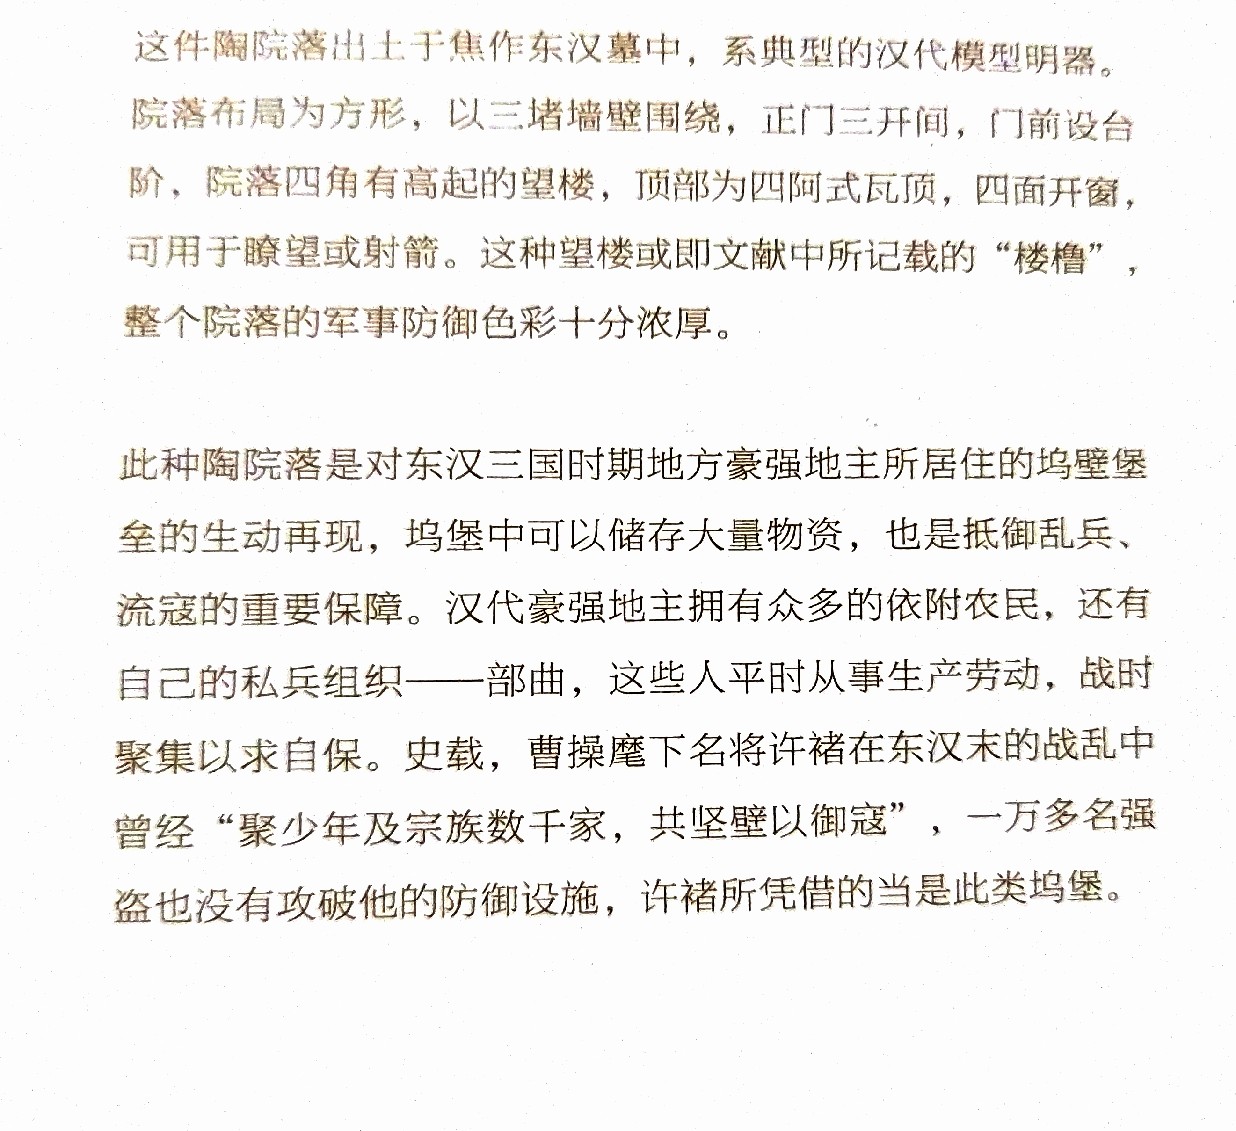 这件陶院落出土于焦作东汉墓中，系典型的汉代模型明器。
院落布局为方形，以三堵墙壁围绕，正门三开间，门前设台
阶，院落四角有高起的望楼，顶部为四阿式瓦顶，四面开窗，
可用于瞭望或射箭。这种望楼或即文献中所记载的“楼橹”，
整个院落的军事防御色彩十分浓厚。
此种陶院落是对东汉三国时期地方豪强地主所居住的坞壁堡
垒的生动再现，坞堡中可以储存大量物资，也是抵御乱兵、
流寇的重要保障。汉代豪强地主拥有众多的依附农民，还有
自己的私兵组织——部曲，这些人平时从事生产劳动，战时
聚集以求自保。史载，曹操麾下名将许褚在东汉末的战乱中
曾经“聚少年及宗族数千家，共坚壁以御寇”，一万多名强
盗也没有攻破他的防御设施，许褚所凭借的当是此类坞堡。